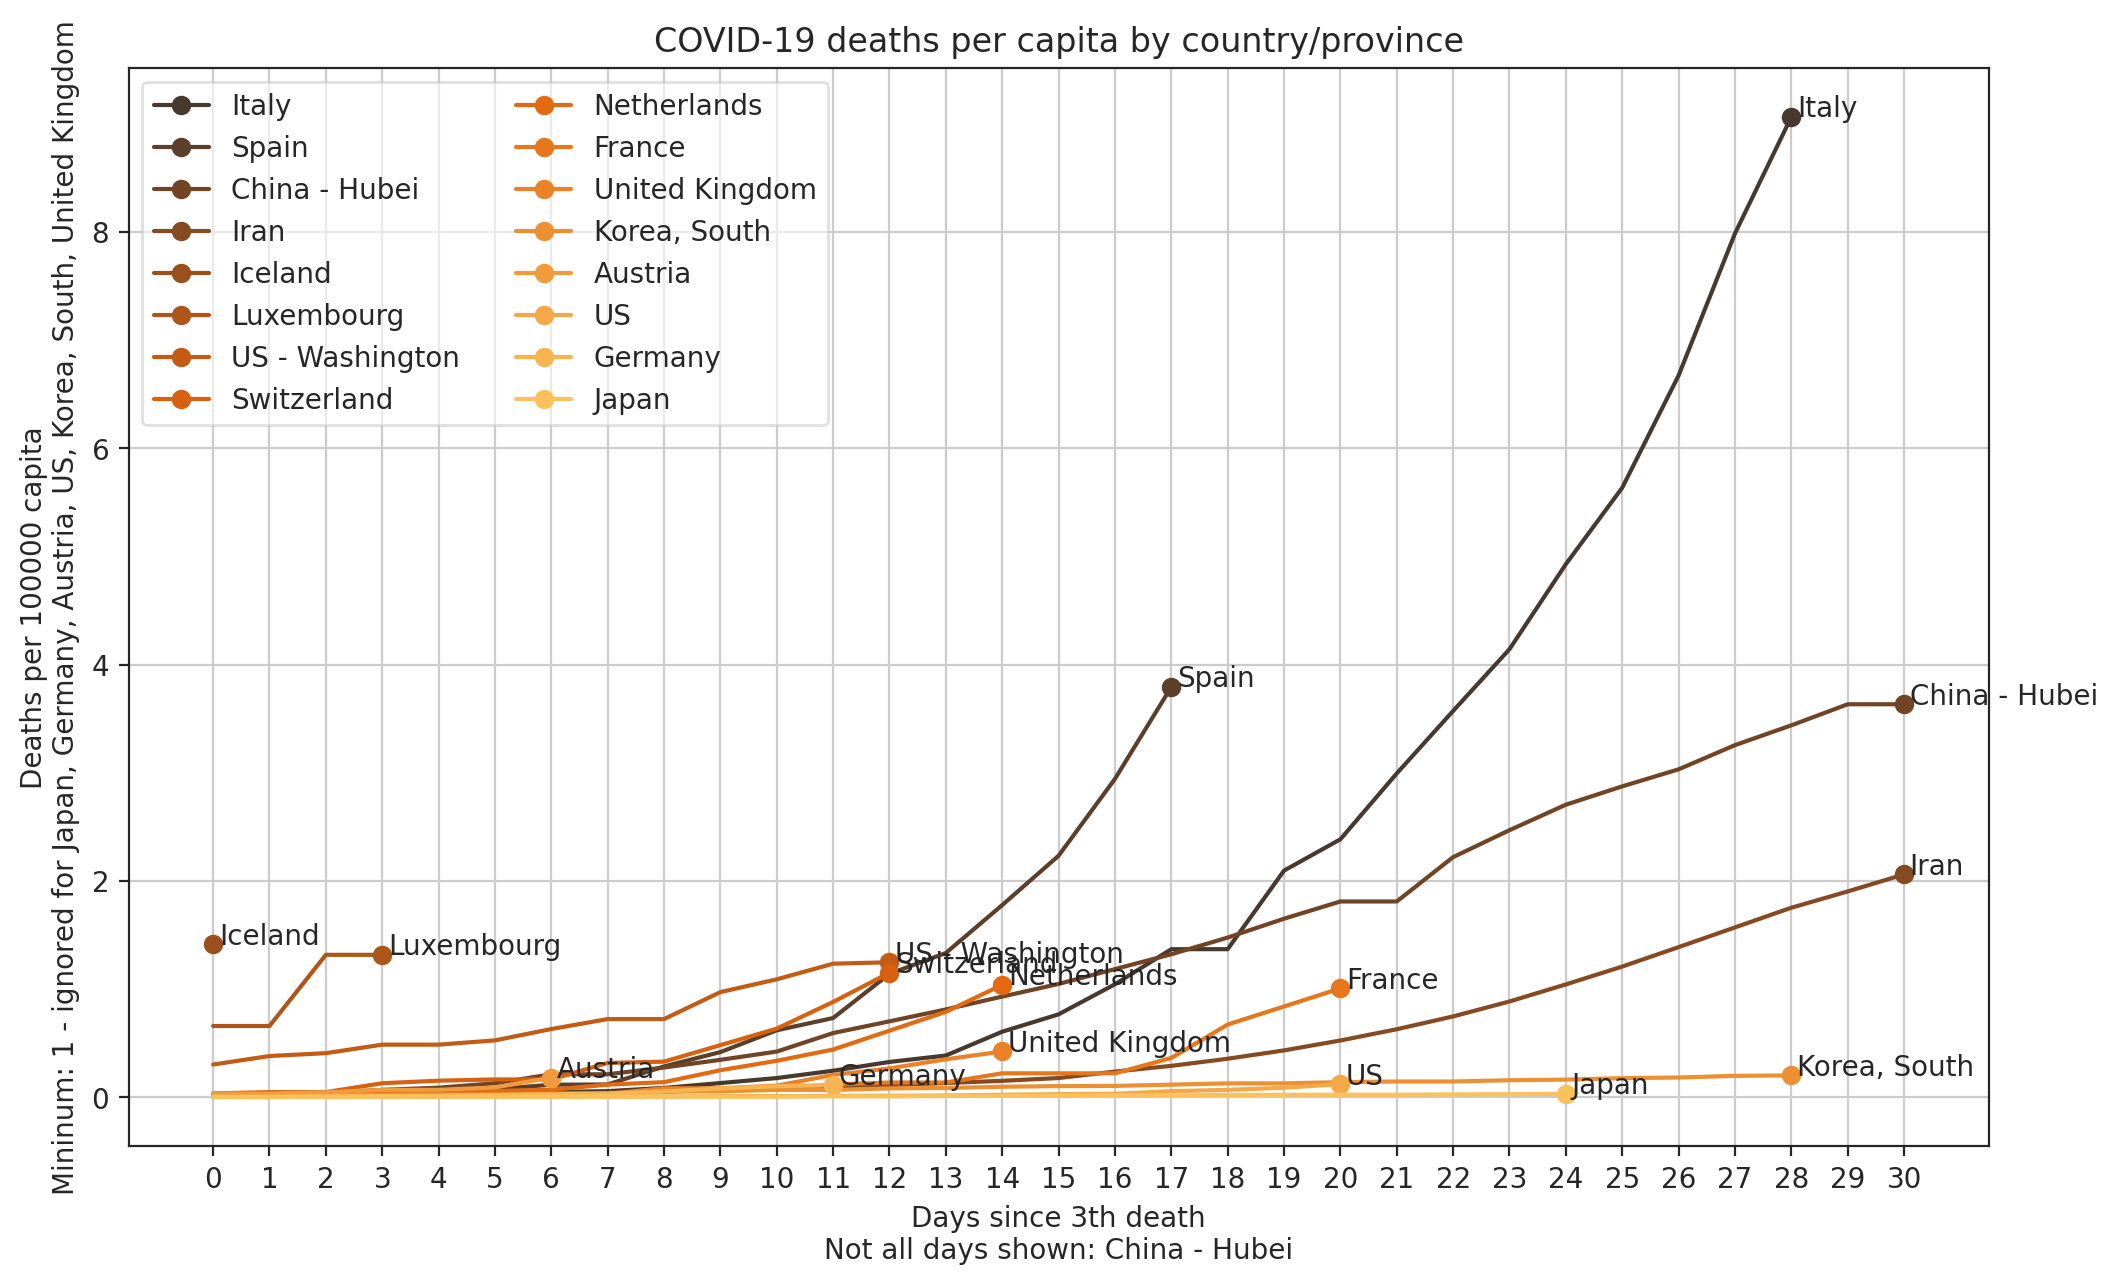 COVID-19 deaths per capita by country/province
Deaths per 100000 capita
Mininum: 1 - ignored for Japan, Germany, Austria, US, Korea, South, United Kingdom
Italy
Spain
China - Hubei
Iran
Iceland
Luxembourg
US - Washington
Switzerland
Netherlands
France
United Kingdom
Korea, South
Austria
US
Germany
Japan
8
6
4
2
0
Italy
Spain
China - Hubei
Iran
Iceland
Luxembourg
US - Washington
Switzerland
Netherlands
France
United Kingdom
Austria
Germany
US
Korea, South
Japan
0 1 2 3 4 5 6 7 8 9 10 11 12 13 14 15 16 17 18 19 20 21 22 23 24 25 26 27 28 29 30
Days since 3th death
Not all days shown: China - Hubei